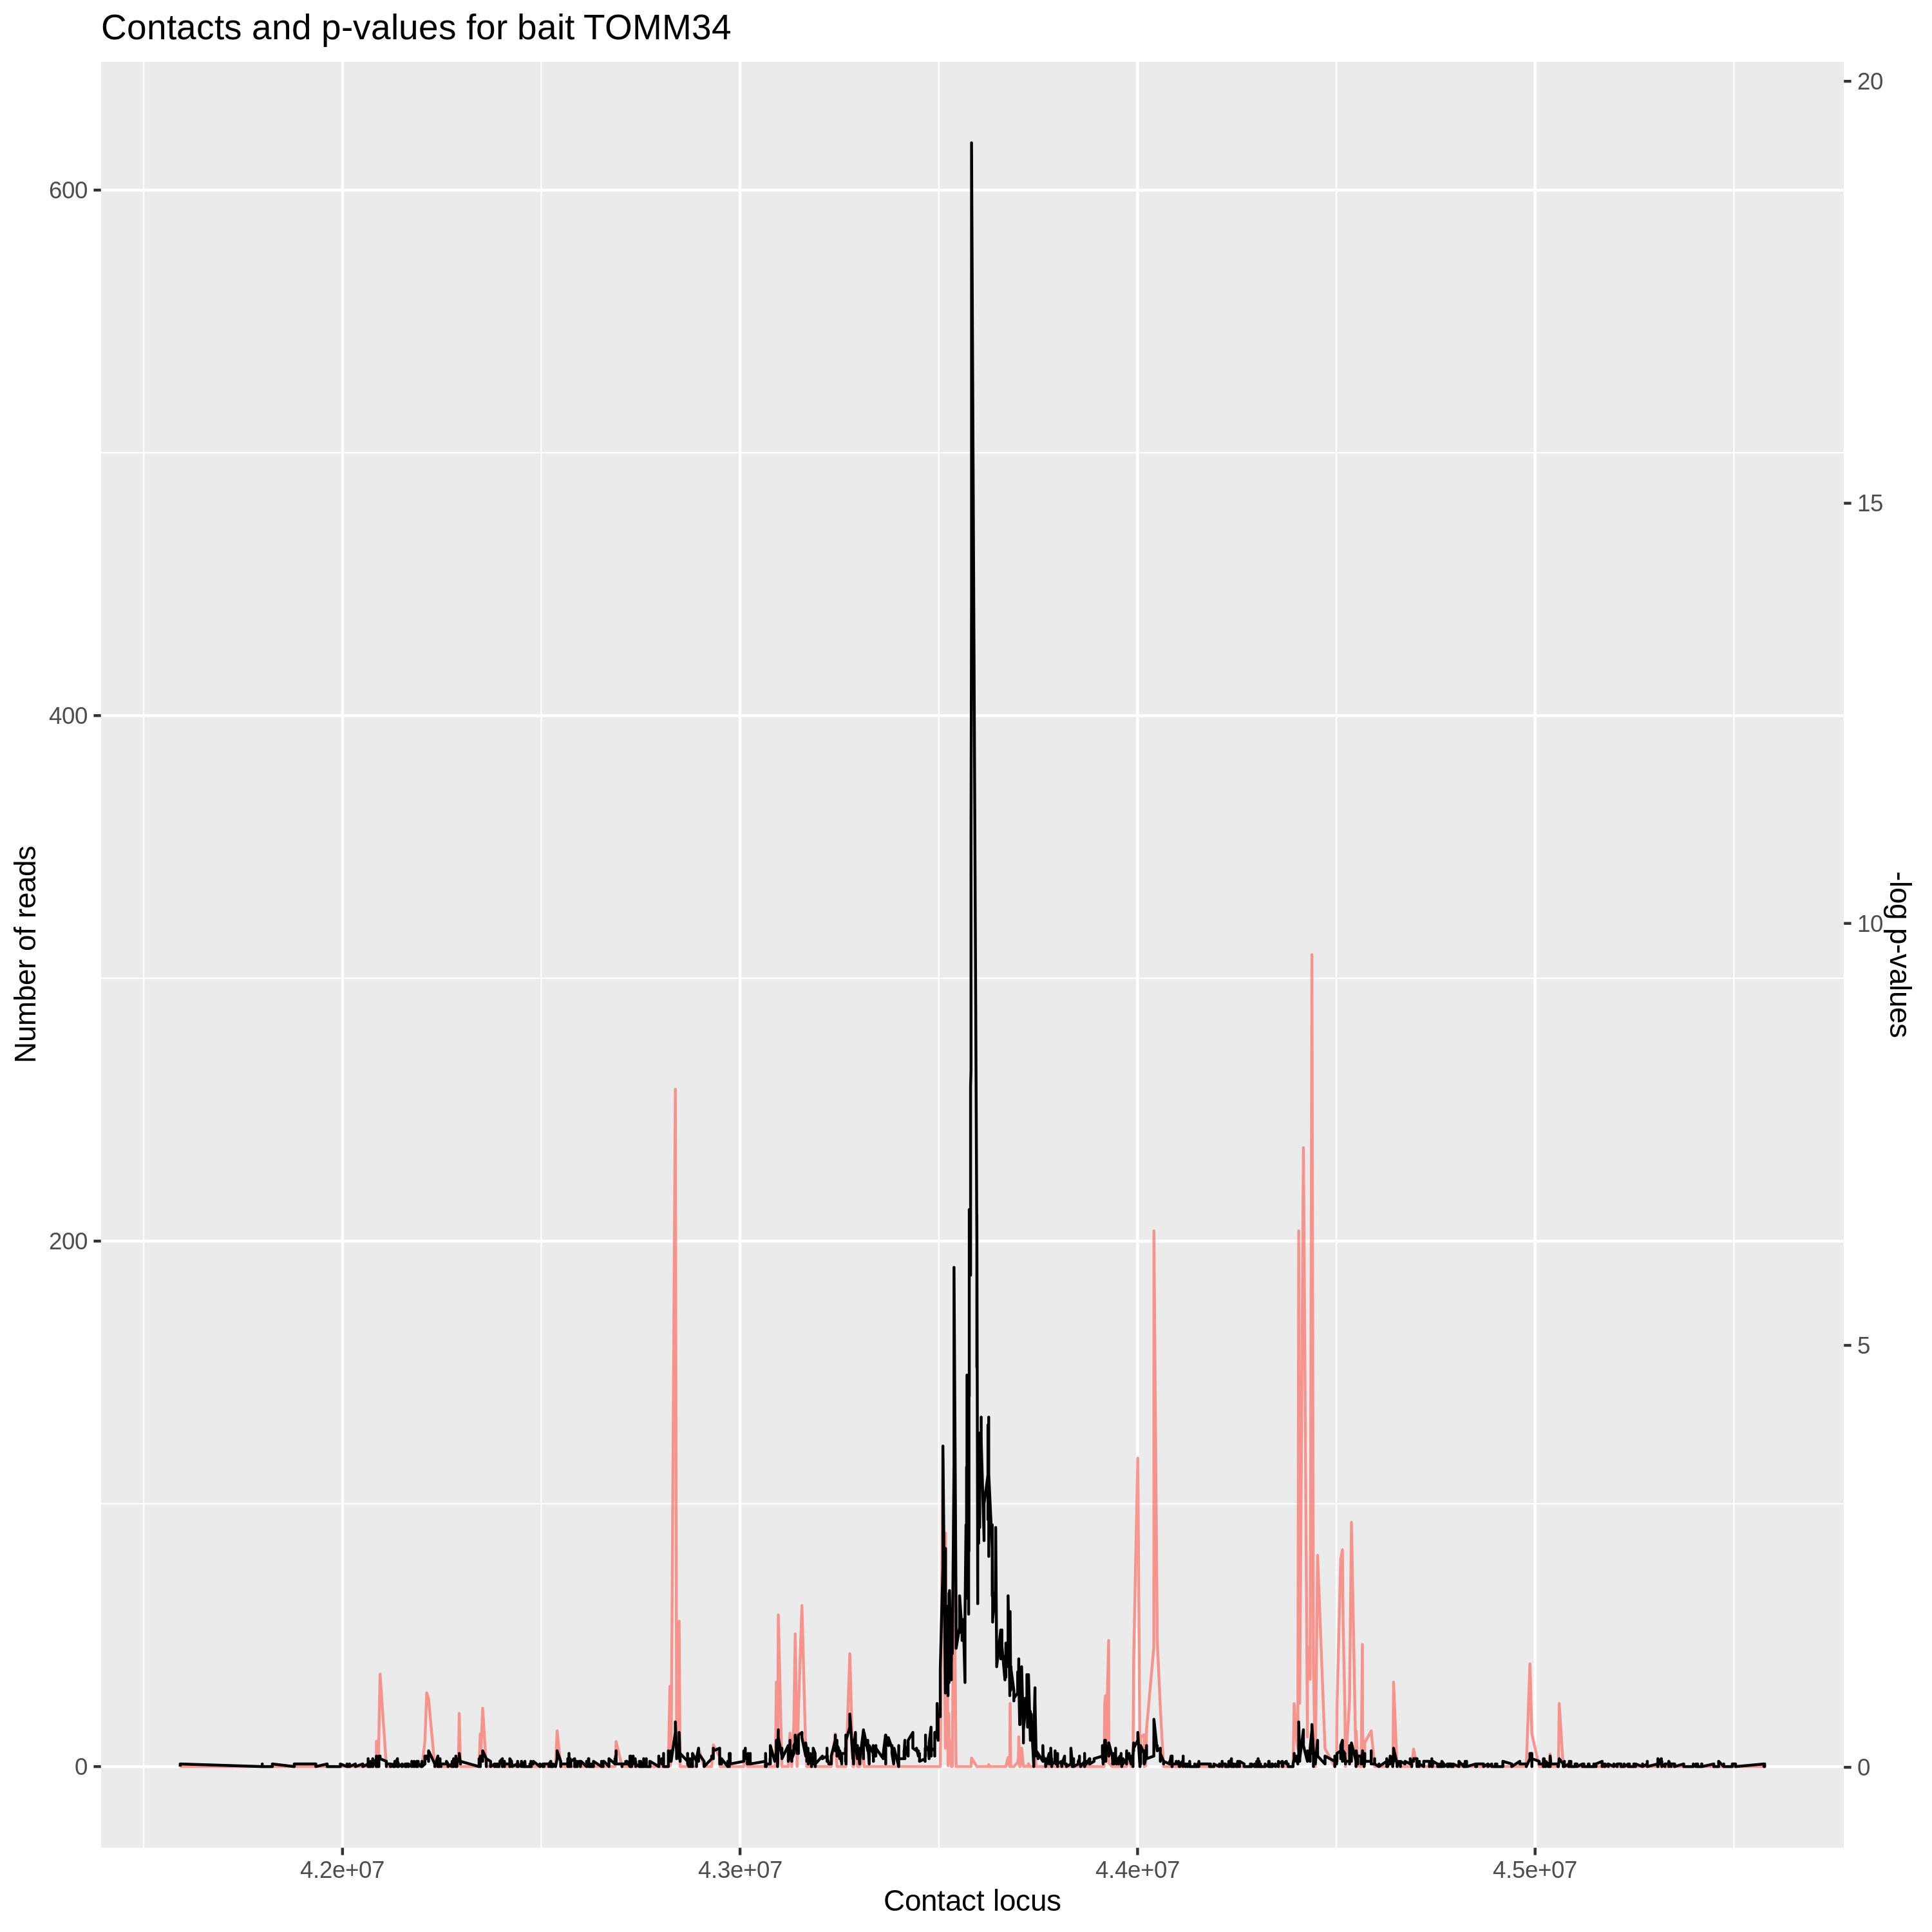 Contacts and p-values for bait TOMM34
20
600
15
400
10
Number of reads
-log p-values
200
5
0
0
4.2e+07
4.3e+07
4.4e+07
4.5e+07
Contact locus